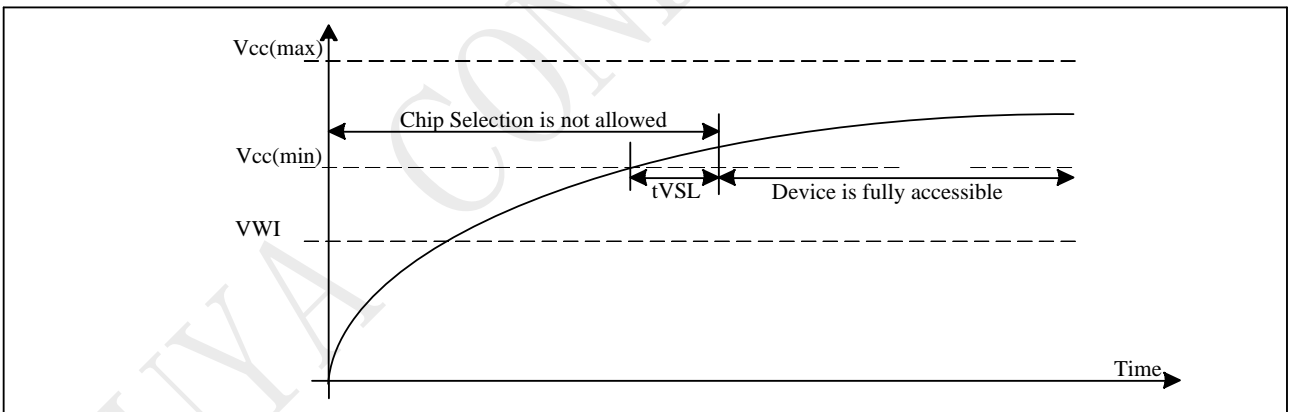 Vcc(max)
Chip Selection is not allowed
Vcc(min)
tVSL
Device is fully accessible
VWI
Time